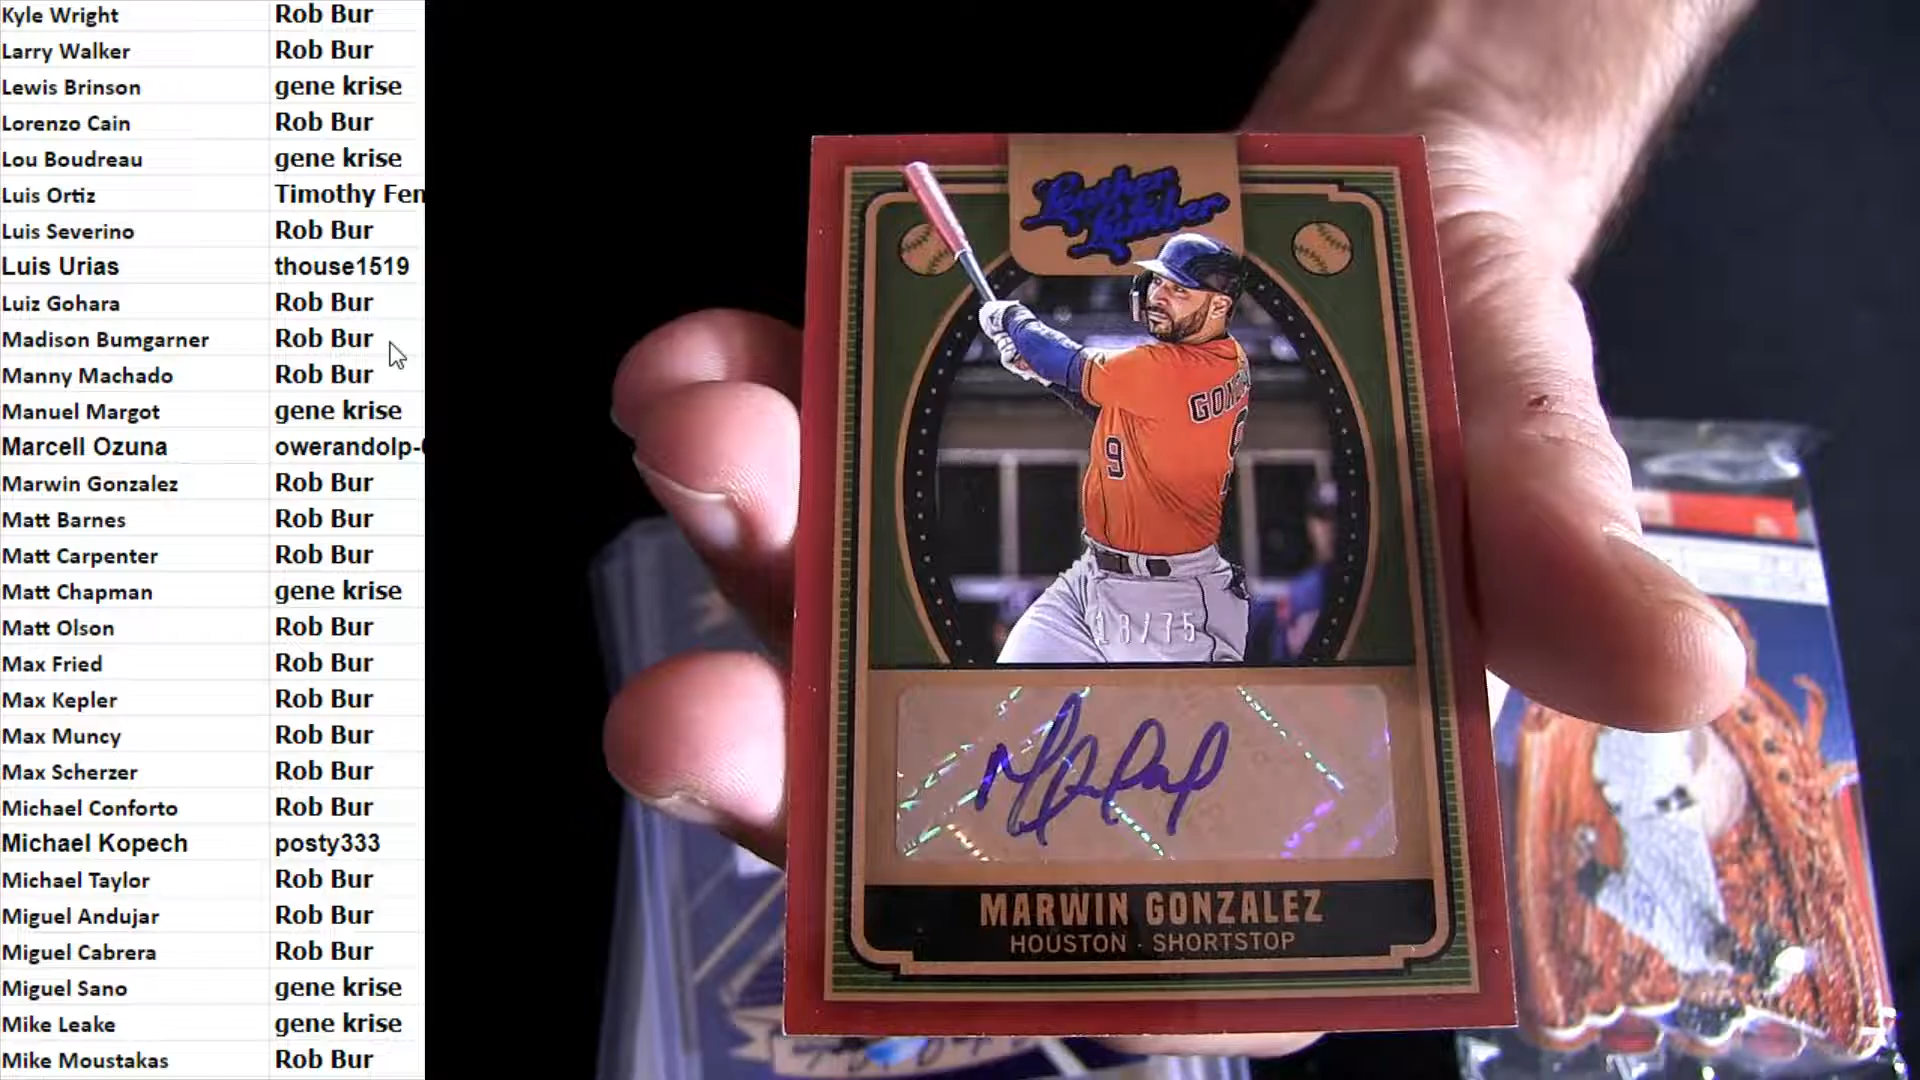 Kyle Wright Rob Bur
Larry Walker Rob Bur
Lewis Brinson gene krise
Lorenzo Cain Rob Bur
Lou Boudreau gene krise
Luis Ortiz Timothy Fen
Luis Severino Rob Bur
Luis Urias thouse1519
Luiz Gohara Rob Bur
Madison Bumgarner Rob Bur
Manny Machado Rob Bur
Manuel Margot gene krise
Marcell Ozuna owerandolp-
Marwin Gonzalez Rob Bur
Matt Barnes Rob Bur
Matt Carpenter Rob Bur
Matt Chapman gene krise
Matt Olson Rob Bur
Max Fried Rob Bur
Max Kepler Rob Bur
Max Muncy Rob Bur
Max Scherzer Rob Bur
Michael Conforto Rob Bur
Michael Kopech posty333
Michael Taylor Rob Bur
Miguel Andujar Rob Bur
Miguel Cabrera Rob Bur
Miguel Sano gene krise
Mike Leake gene krise
Mike Moustakas Rob Bur
Leather
&
Lumber
9
MARWIN GONZALEZ
HOUSTON · SHORTSTOP